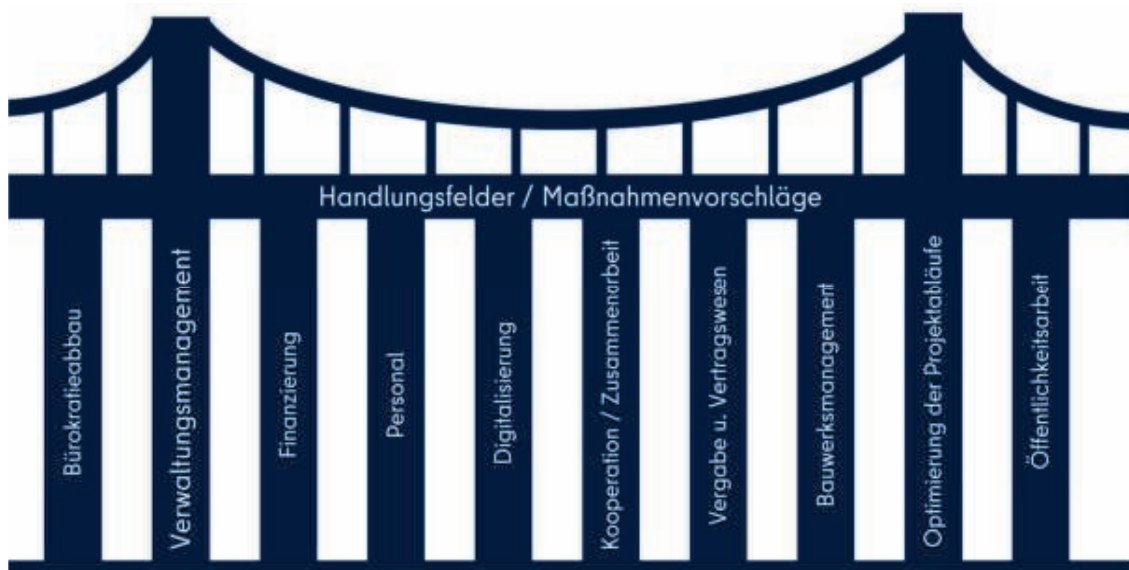 Handlungsfelder / Maßnahmenvorschläge
Bürokratieabbau
Verwaltungsmanagement
Finanzierung
Personal
Digitalisierung
Kooperation / Zusammenarbeit
Vergabe u. Vertragswesen
Bauwerksmanagement
Optimierung der Projektabläufe
Öffentlichkeitsarbeit